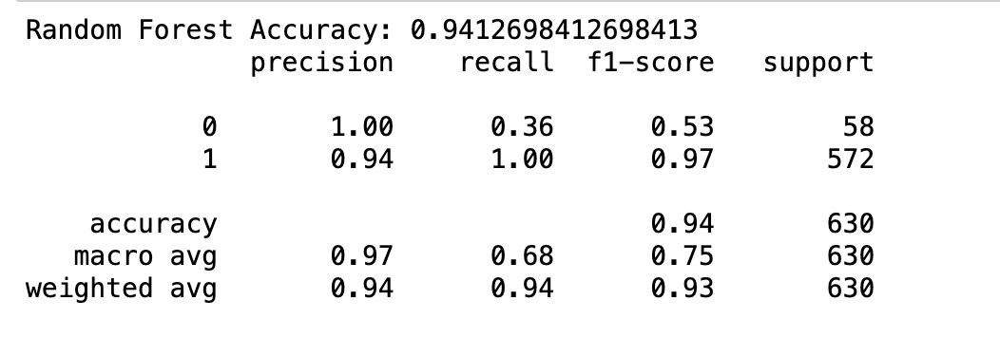 Random Forest Accuracy: 0.9412698412698413
precision recall f1-score support
0 1.00 0.36 0.53 58
1 0.94 1.00 0.97 572
accuracy 0.94 630
macro avg 0.97 0.68 0.75 630
weighted avg 0.94 0.94 0.93 630